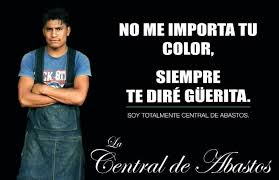 NO ME IMPORTA TU
COLOR,
SIEMPRE
TE DIRÉ GÜERITA.
SOY TOTALMENTE CENTRAL DE ABASTOS.
La
Central de Abastos